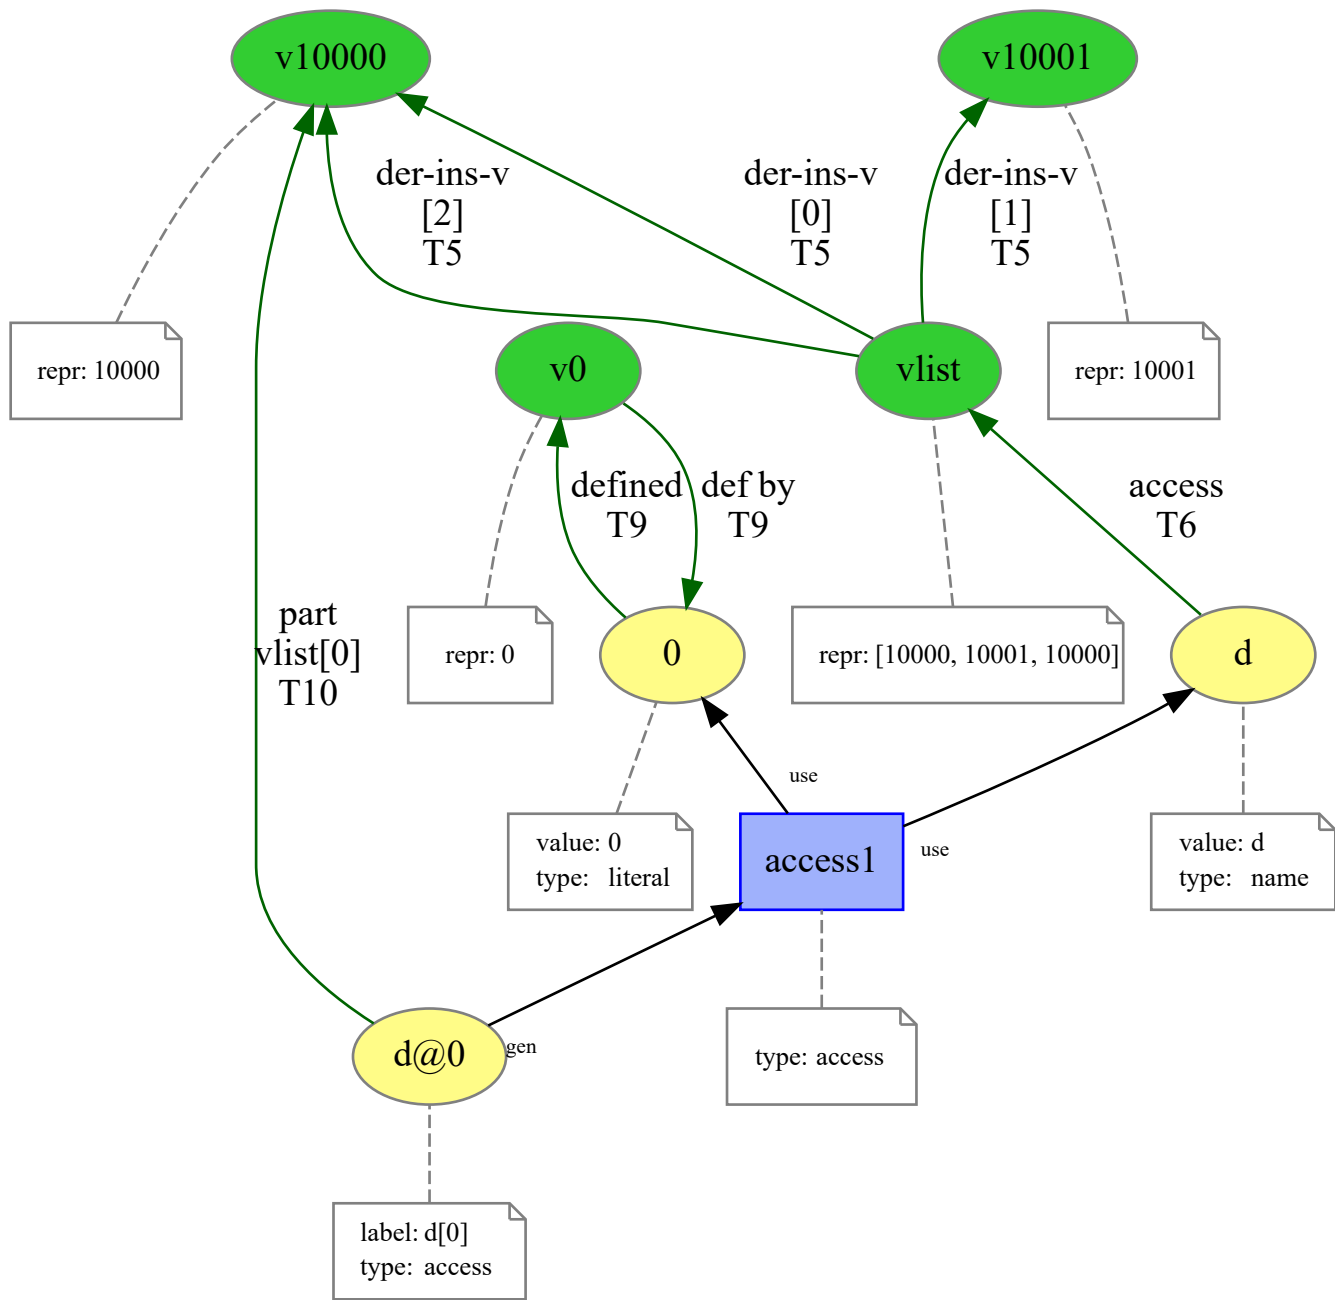 v10000
v10001
der-ins-v
[2]
T5
der-ins-v
[0]
T5
der-ins-v
[1]
T5
repr: 10000
v0
vlist
repr: 10001
defined
T9
def by
T9
access
T6
part
vlist[0]
T10
repr: 0
0
repr: [10000, 10001, 10000]
d
use
use
value: 0
type: literal
access1
value: d
type: name
d@0
gen
type: access
label: d[0]
type: access